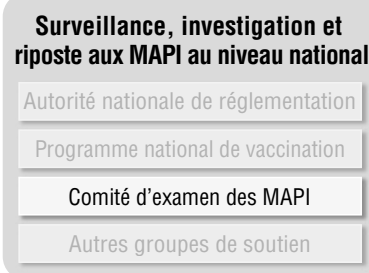 Surveillance, investigation et
riposte aux MAPI au niveau national
Autorité nationale de réglementation
Programme national de vaccination
Comité d’examen des MAPI
Autres groupes de soutien